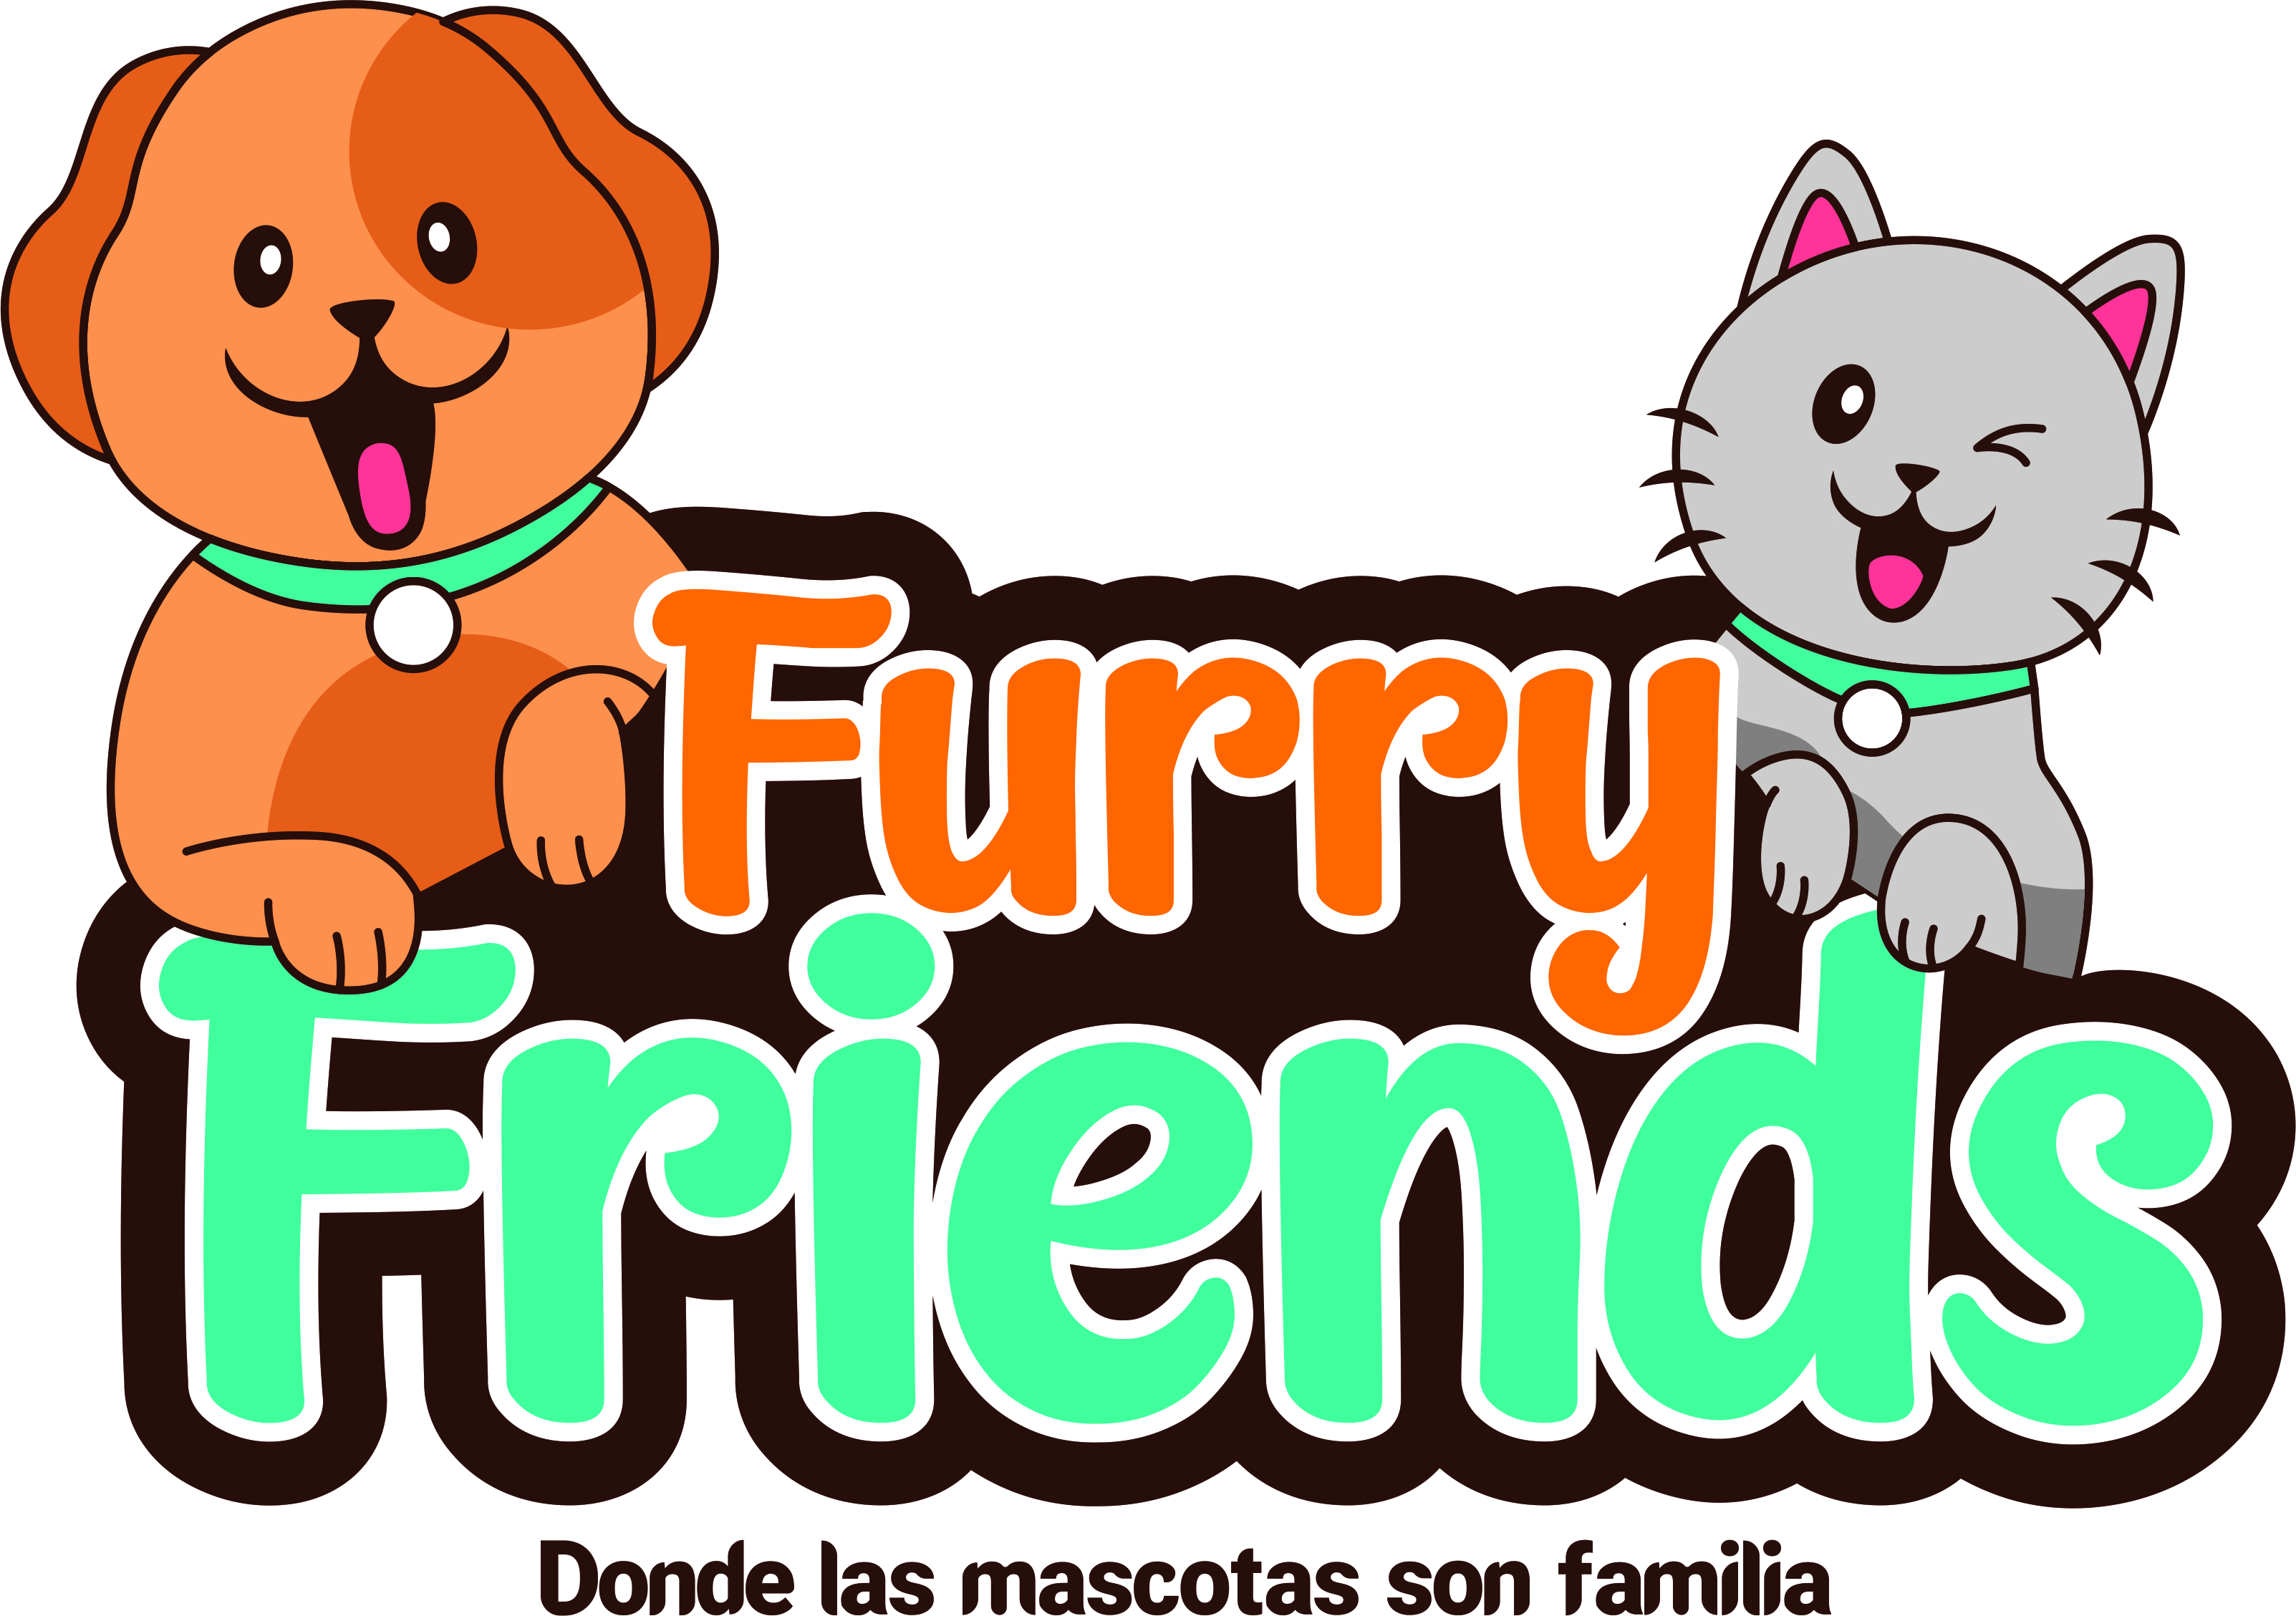 Furry
Friends
Donde las mascotas son familia